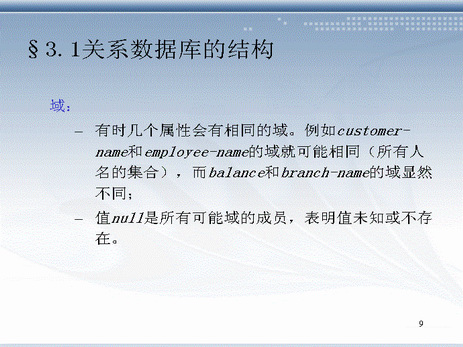 §3.1关系数据库的结构
域：
– 有时几个属性会有相同的域。例如customer-
name和employee-name的域就可能相同（所有人
名的集合），而balance和branch-name的域显然
不同；
– 值null是所有可能域的成员，表明值未知或不存
在。
9